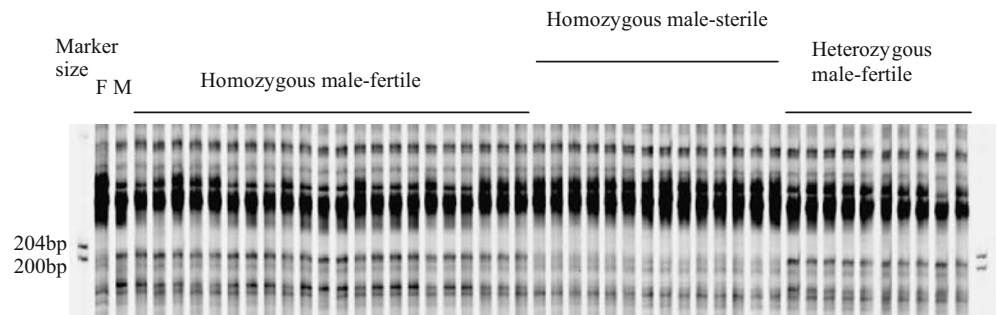 Homozygous male-sterile
Marker
size
Heterozygous
male-fertile
F M
Homozygous male-fertile
204bp
200bp